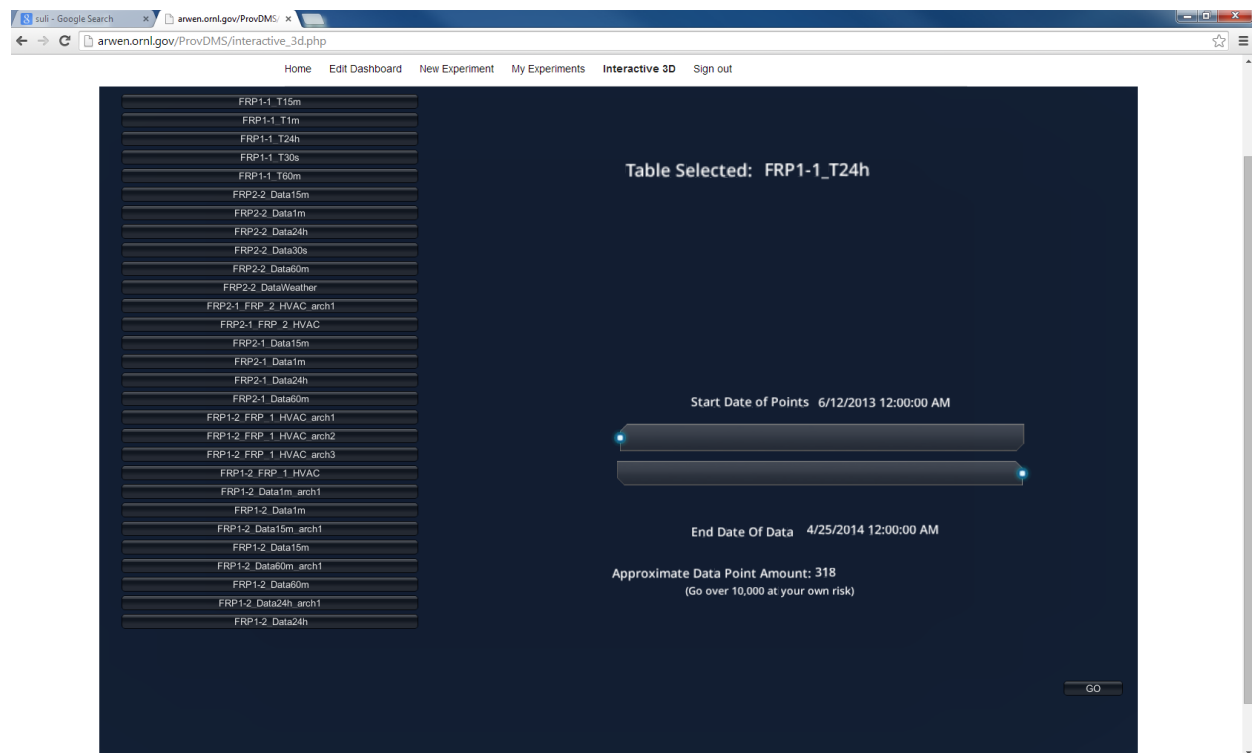 suli - Google Search
arwen.ornl.gov/ProvDMS/
arwen.ornl.gov/ProvDMS/interactive_3d.php
Home Edit Dashboard New Experiment My Experiments Interactive 3D Sign out
FRP1-1_T15m
FRP1-1_T1m
FRP1-1_T24h
FRP1-1_T30s
FRP1-1_T60m
FRP2-2_Data15m
FRP2-2_Data1m
FRP2-2_Data24h
FRP2-2_Data30s
FRP2-2_Data60m
FRP2-2_DataWeather
FRP2-1_FRP_2_HVAC_arch1
FRP2-1_FRP_2_HVAC
FRP2-1_Data15m
FRP2-1_Data1m
FRP2-1_Data24h
FRP2-1_Data60m
FRP1-2_FRP_1_HVAC_arch1
FRP1-2_FRP_1_HVAC_arch2
FRP1-2_FRP_1_HVAC_arch3
FRP1-2_FRP_1_HVAC
FRP1-2_Data1m_arch1
FRP1-2_Data1m
FRP1-2_Data15m_arch1
FRP1-2_Data15m
FRP1-2_Data60m_arch1
FRP1-2_Data60m
FRP1-2_Data24h_arch1
FRP1-2_Data24h
Table Selected: FRP1-1_T24h
Start Date of Points 6/12/2013 12:00:00 AM
End Date Of Data 4/25/2014 12:00:00 AM
Approximate Data Point Amount: 318
(Go over 10,000 at your own risk)
GO